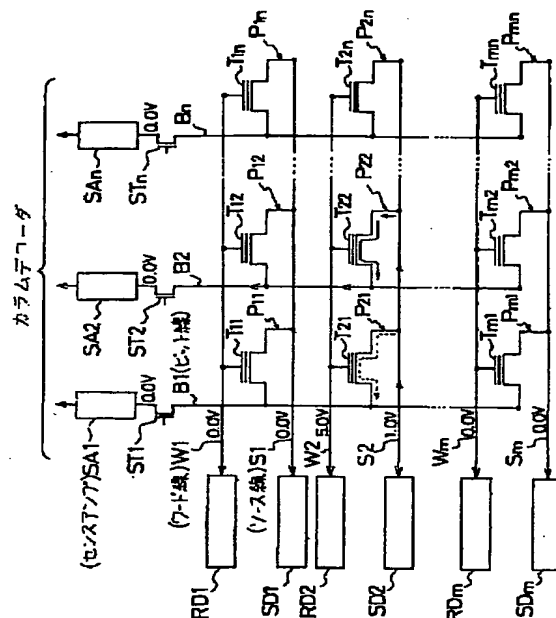 カラムデコーダ
SA1(センスアンプ) SA2 SAn
0.0V 0.0V 0.0V
ST1 ST2 STn
B1(ビット線) B2 Bn
(ワード線)W1 0.0V
T11 T12 T1n
RD1
P11 P12 P1n
(ソース線)S1 0.0V
SD1
W2 5.0V
T21 T22 T2n
RD2
P21 P22 P2n
S2 1.0V
SD2
Wm 0.0V
Tm1 Tm2 Tmn
RDm
Pm1 Pm2 Pmn
Sm 0.0V
SDm